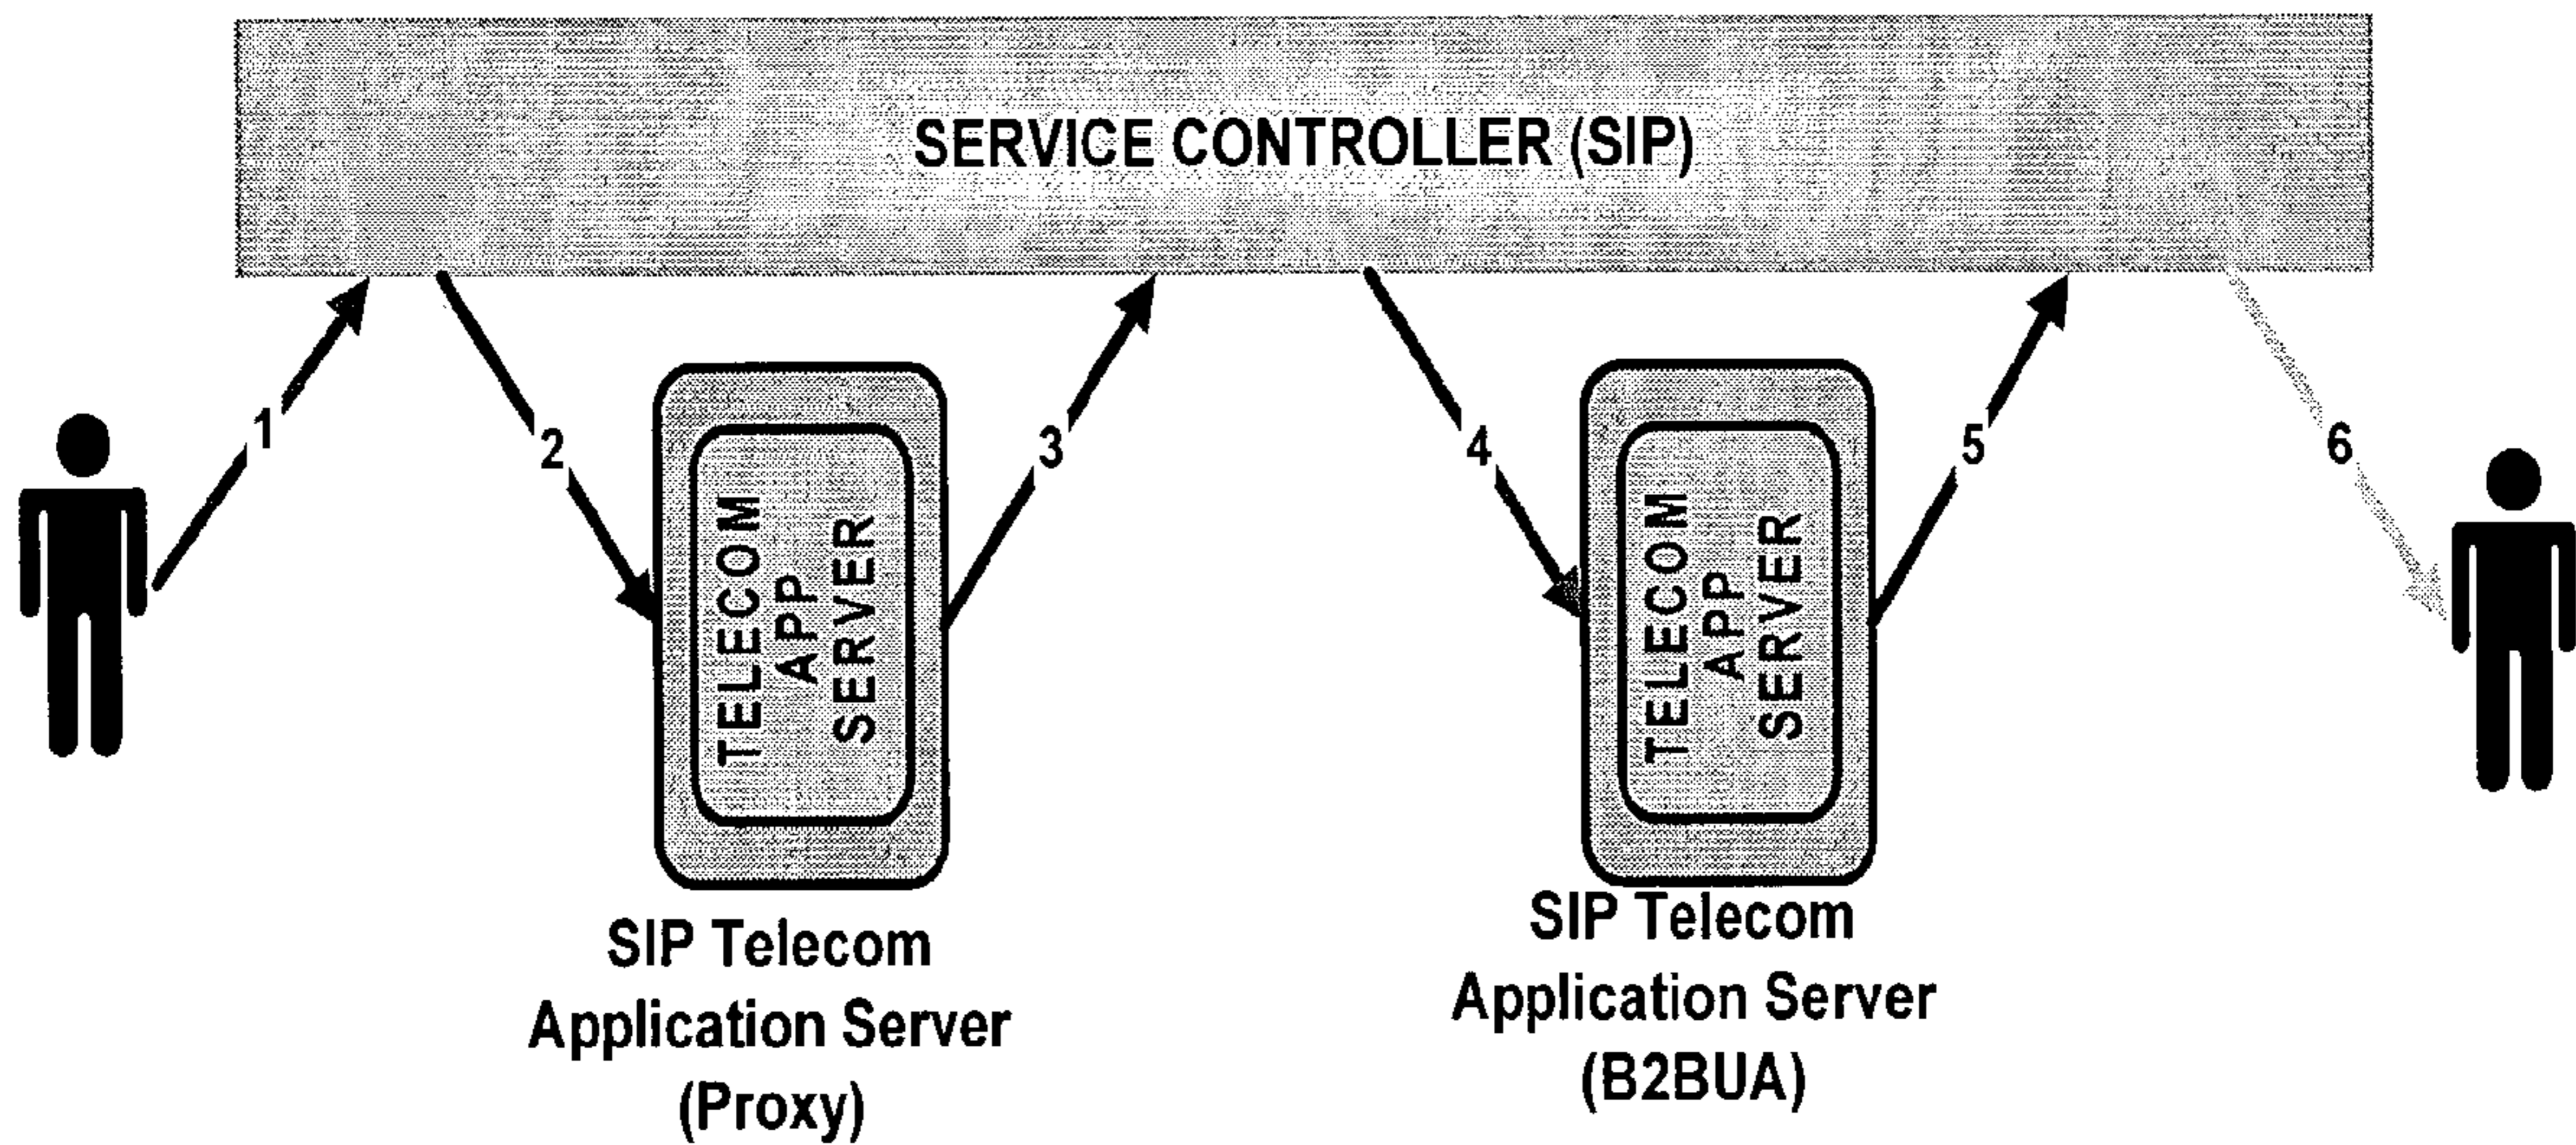 SERVICE CONTROLLER (SIP)
1
2
3
4
5
6
TELECOM
APP
SERVER
TELECOM
APP
SERVER
SIP Telecom
Application Server
(Proxy)
SIP Telecom
Application Server
(B2BUA)